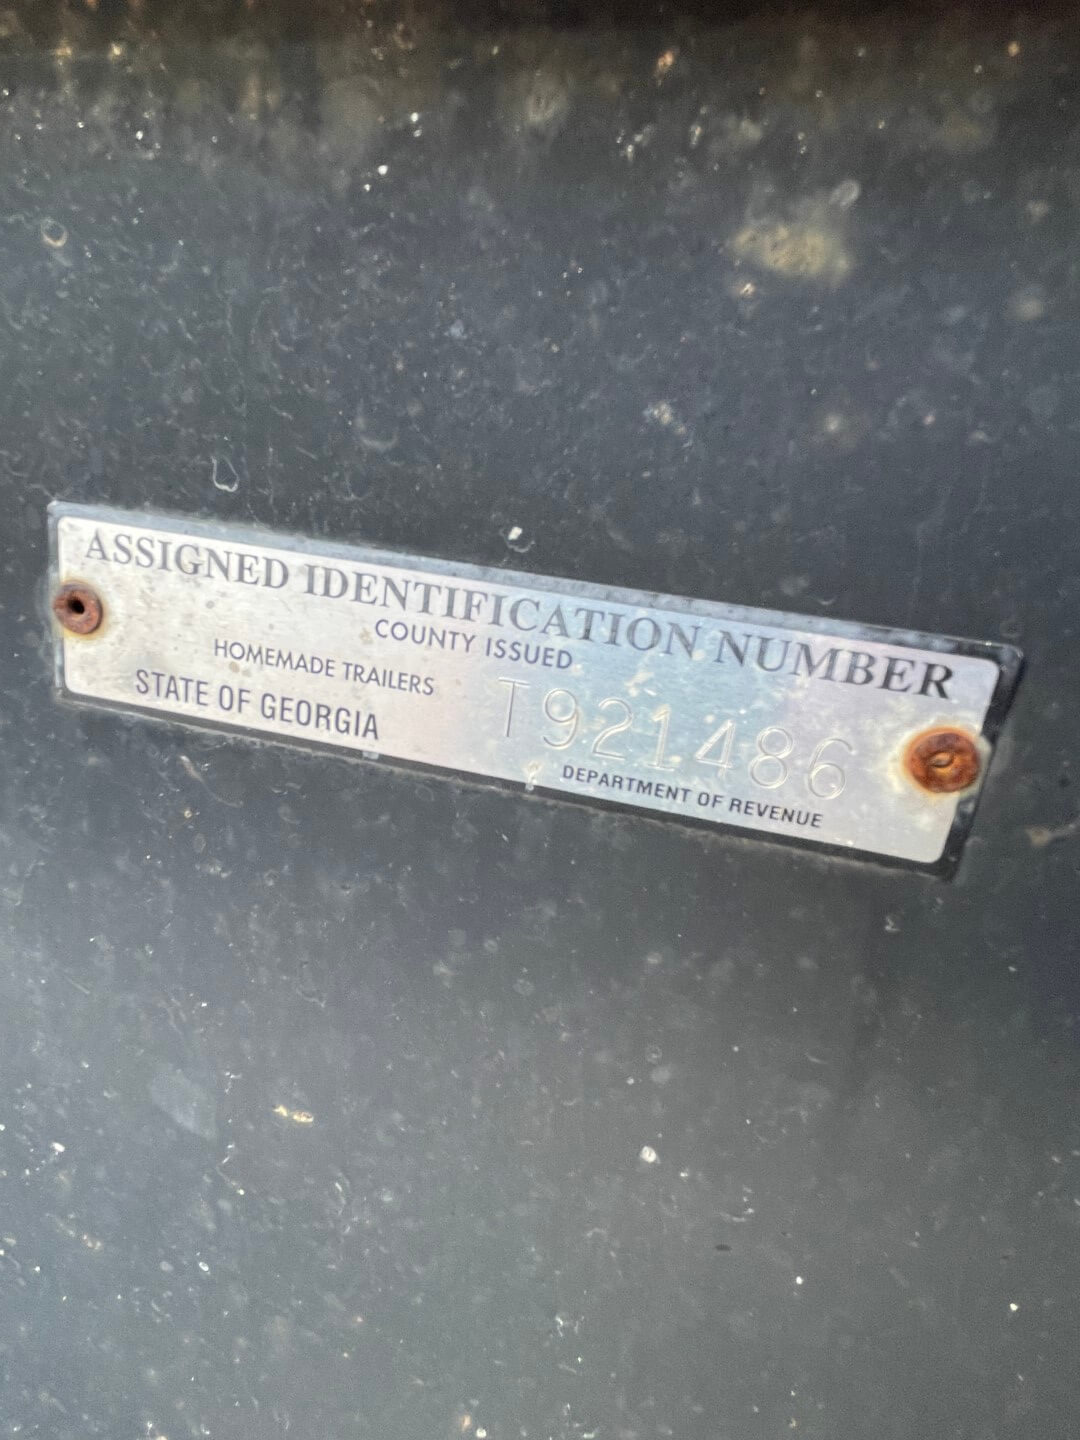 ASSIGNED IDENTIFICATION NUMBER
COUNTY ISSUED
HOMEMADE TRAILERS
STATE OF GEORGIA
T921486
DEPARTMENT OF REVENUE